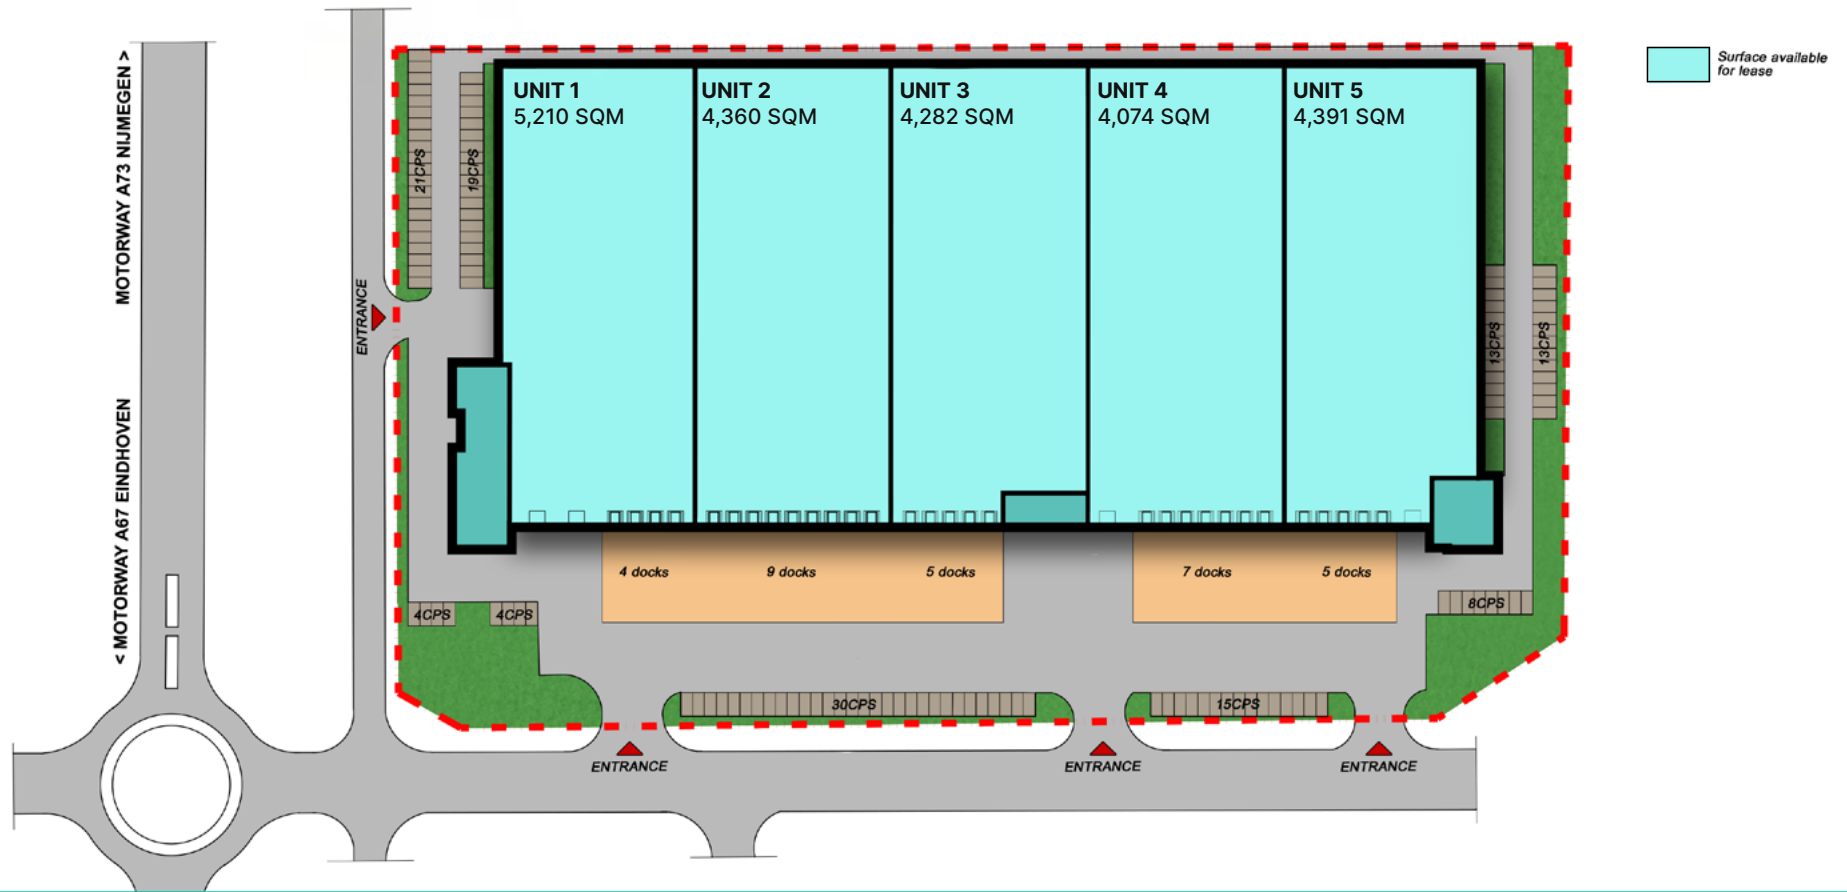 Surface available
for lease
UNIT 1
5,210 SQM
UNIT 2
4,360 SQM
UNIT 3
4,282 SQM
UNIT 4
4,074 SQM
UNIT 5
4,391 SQM
MOTORWAY A73 NIJMEGEN >
< MOTORWAY A67 EINDHOVEN
21CPS
19CPS
ENTRANCE
13CPS
13CPS
4 docks
9 docks
5 docks
7 docks
5 docks
4CPS
4CPS
8CPS
30CPS
15CPS
ENTRANCE
ENTRANCE
ENTRANCE